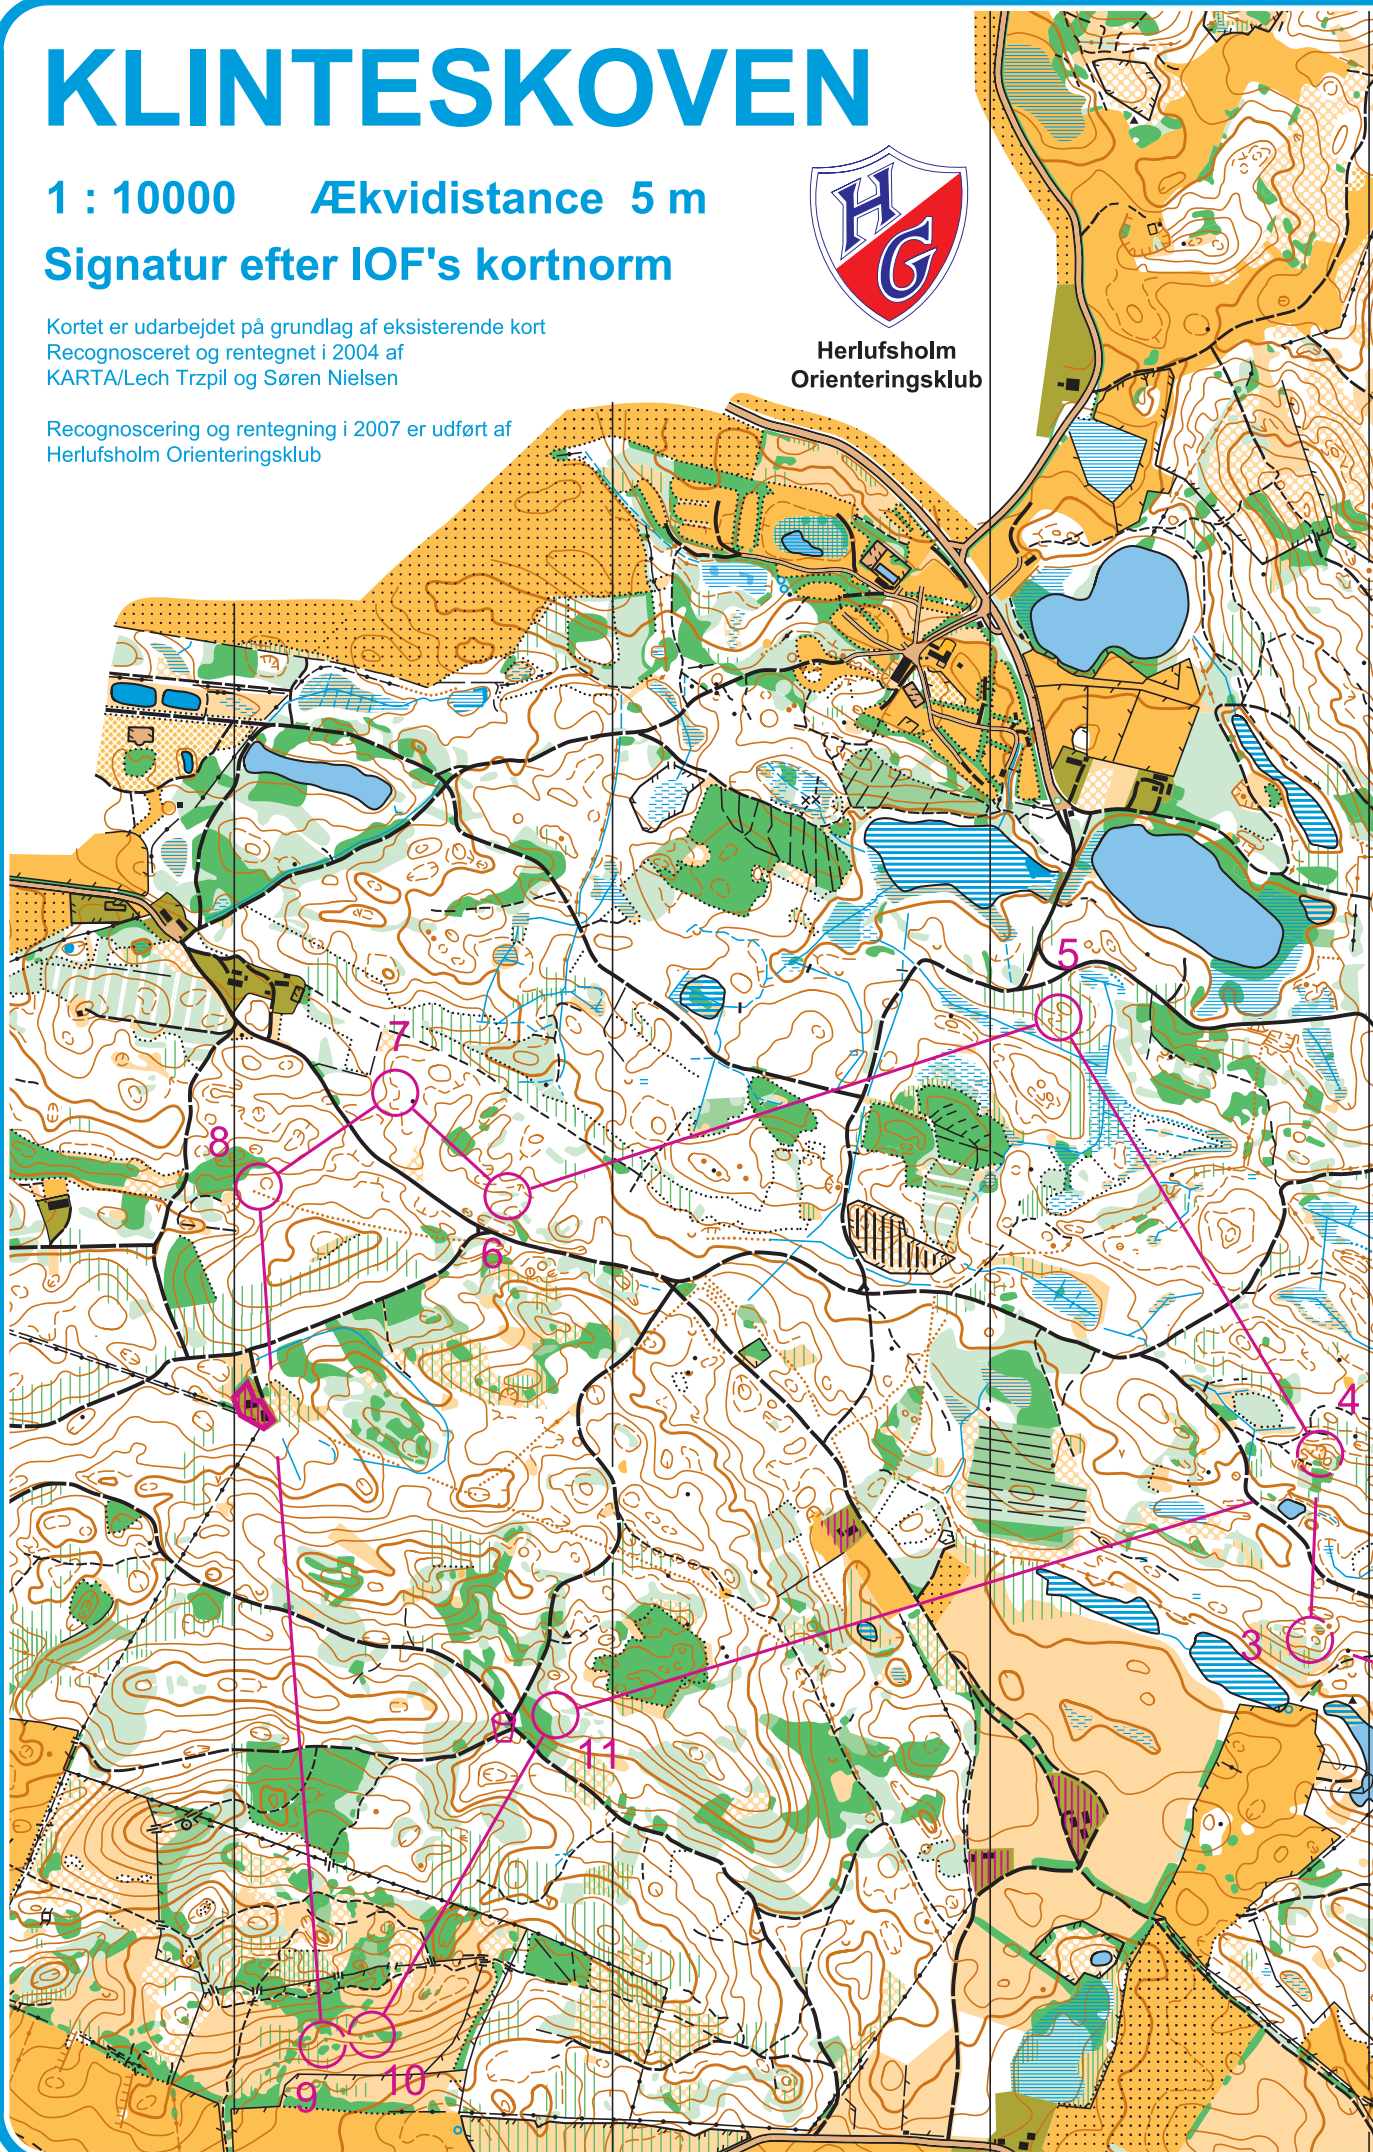 KLINTESKOVEN
1 : 10000 Ækvidistance 5 m
Signatur efter IOF's kortnorm
Kortet er udarbejdet på grundlag af eksisterende kort
Recognosceret og rentegnet i 2004 af
KARTA/Lech Trzpil og Søren Nielsen
Recognoscering og rentegning i 2007 er udført af
Herlufsholm Orienteringsklub
HG
Herlufsholm
Orienteringsklub
5
7
8
6
4
3
11
10
9